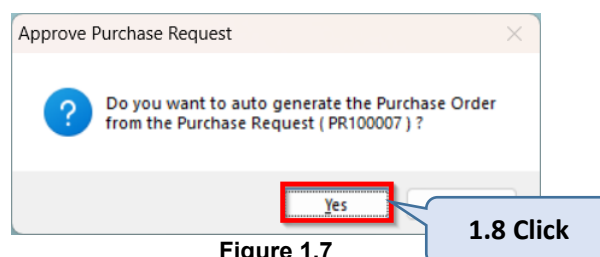 Approve Purchase Request
Do you want to auto generate the Purchase Order
from the Purchase Request ( PR100007 ) ?
Yes
1.8 Click
Figure 1.7